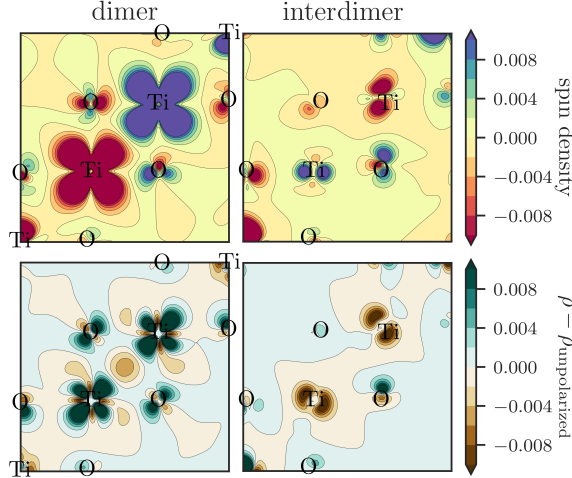 dimer interdimer
O Ti
O Ti O
O Ti
Ti O
O Ti O
Ti O
0.008
0.004
0.000
−0.004
−0.008
spin density
O Ti
O Ti O
O Ti
Ti O
O Ti O
Ti O
0.008
0.004
0.000
−0.004
−0.008
ρ − ρunpolarized